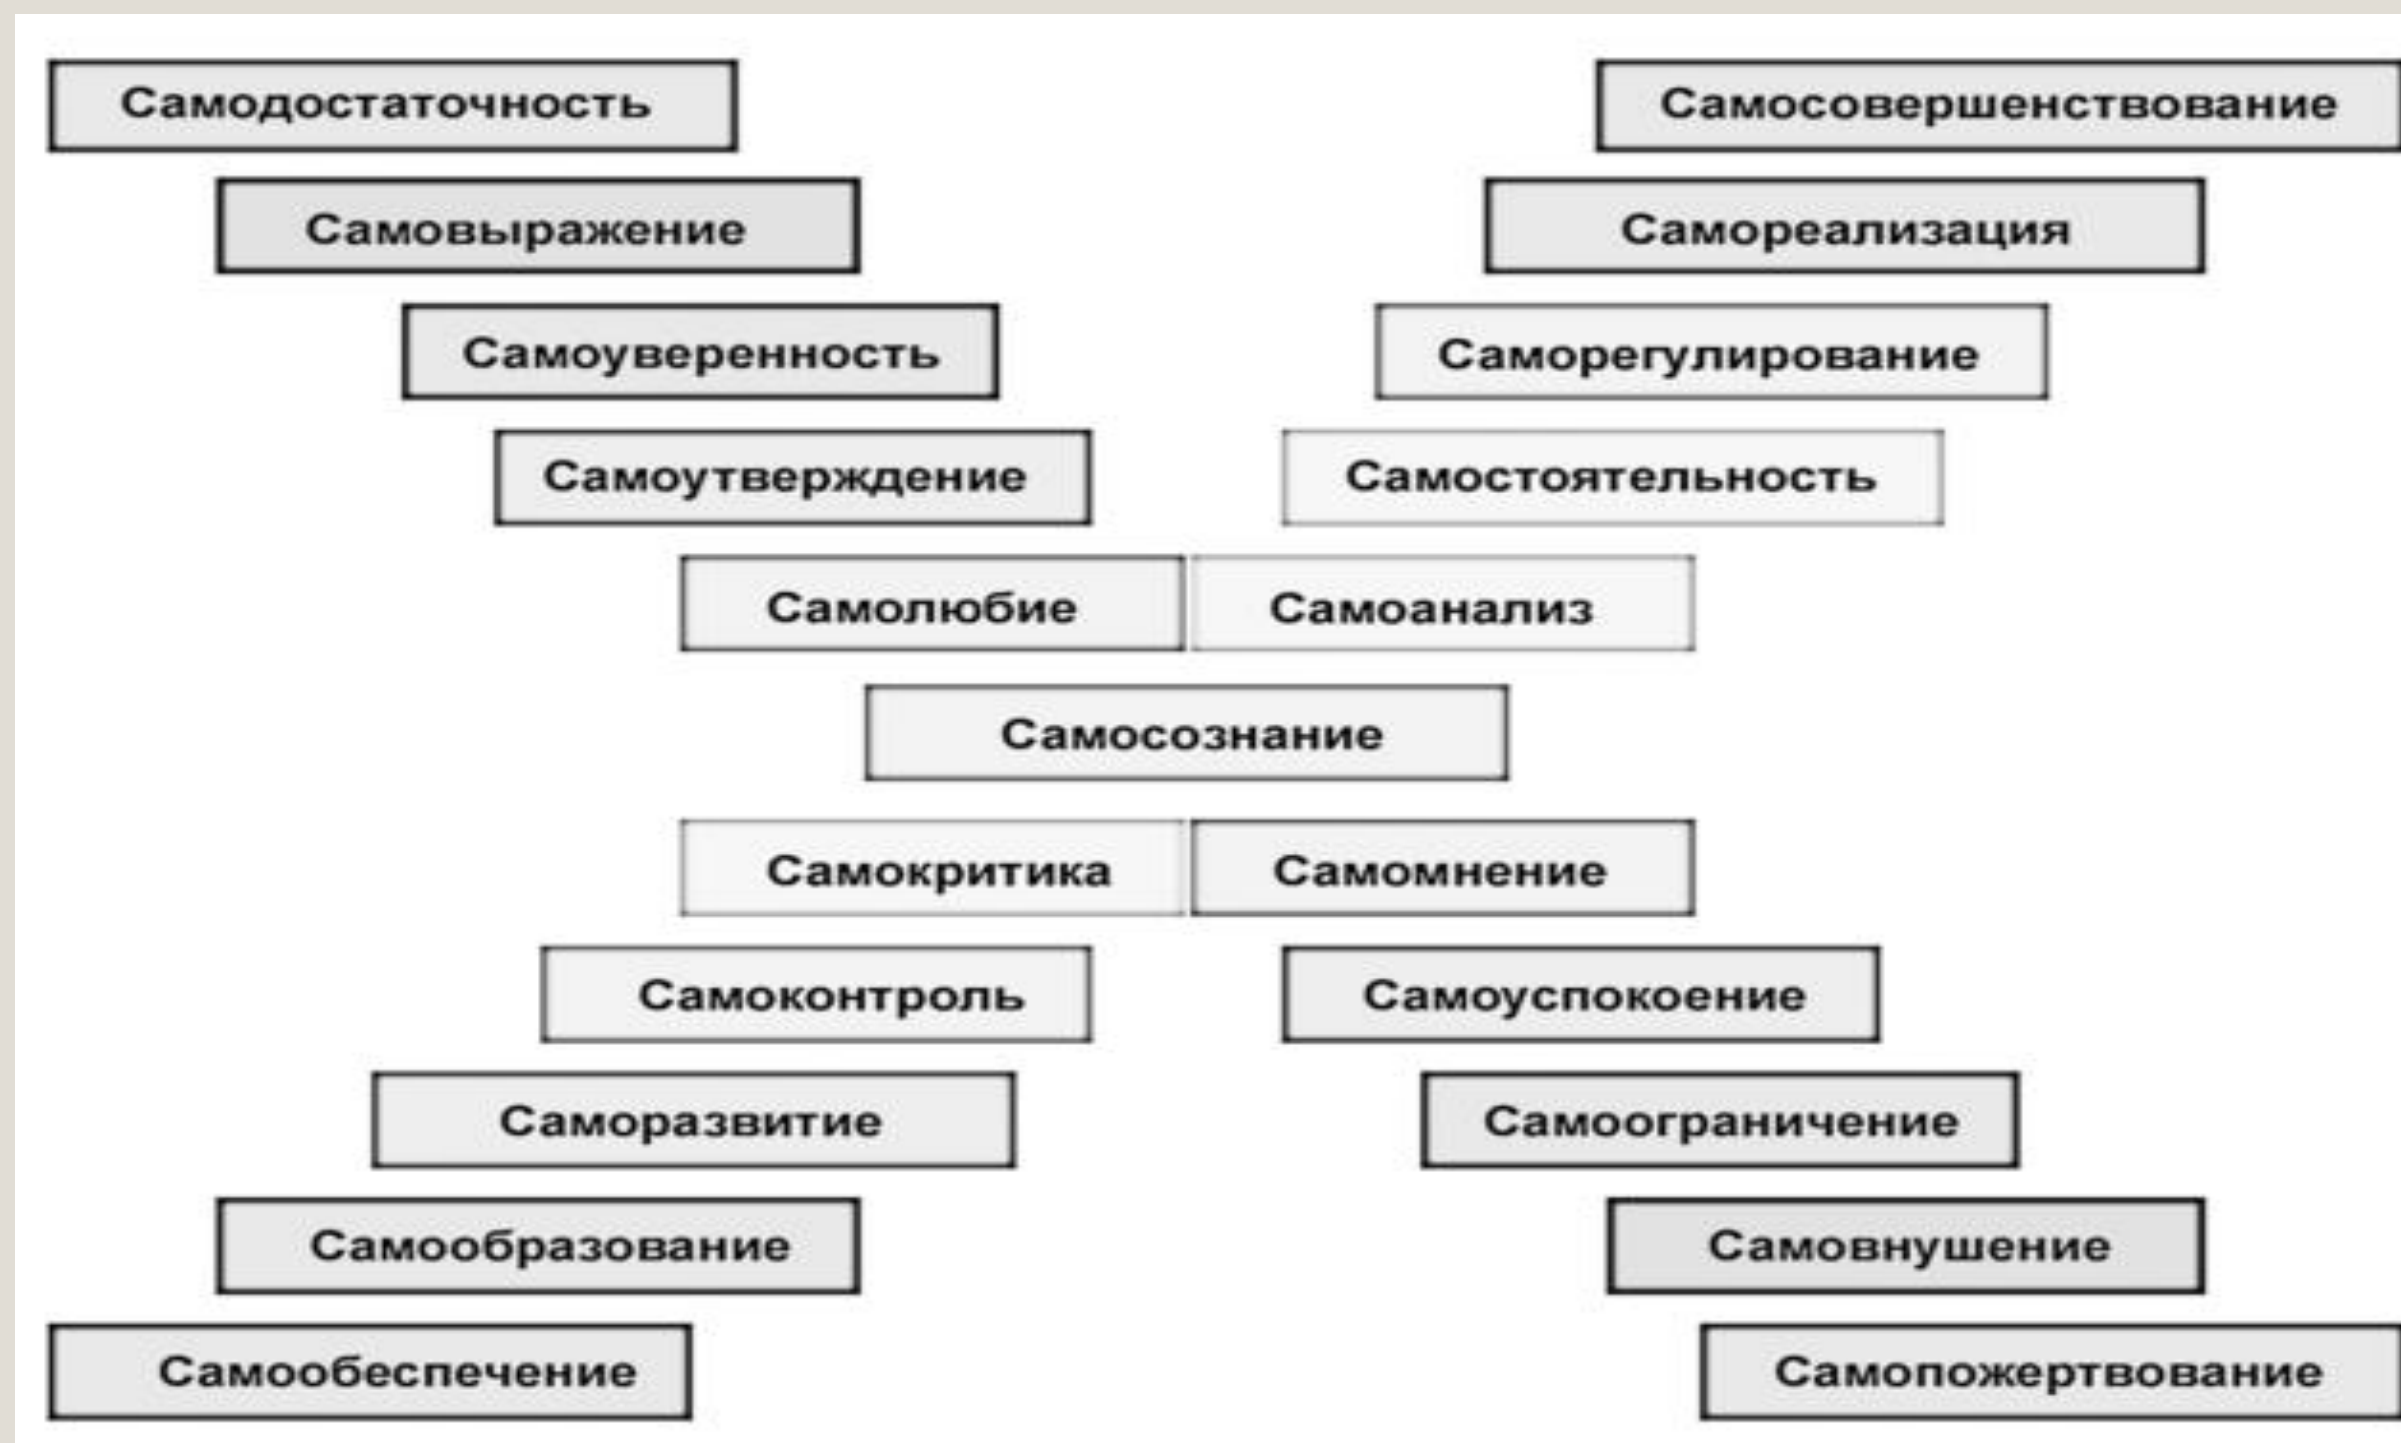 Самодостаточность
Самосовершенствование
Самовыражение
Самореализация
Самоуверенность
Саморегулирование
Самоутверждение
Самостоятельность
Самолюбие
Самоанализ
Самосознание
Самокритика
Самомнение
Самоконтроль
Самоуспокоение
Саморазвитие
Самоограничение
Самообразование
Самовнушение
Самообеспечение
Самопожертвование